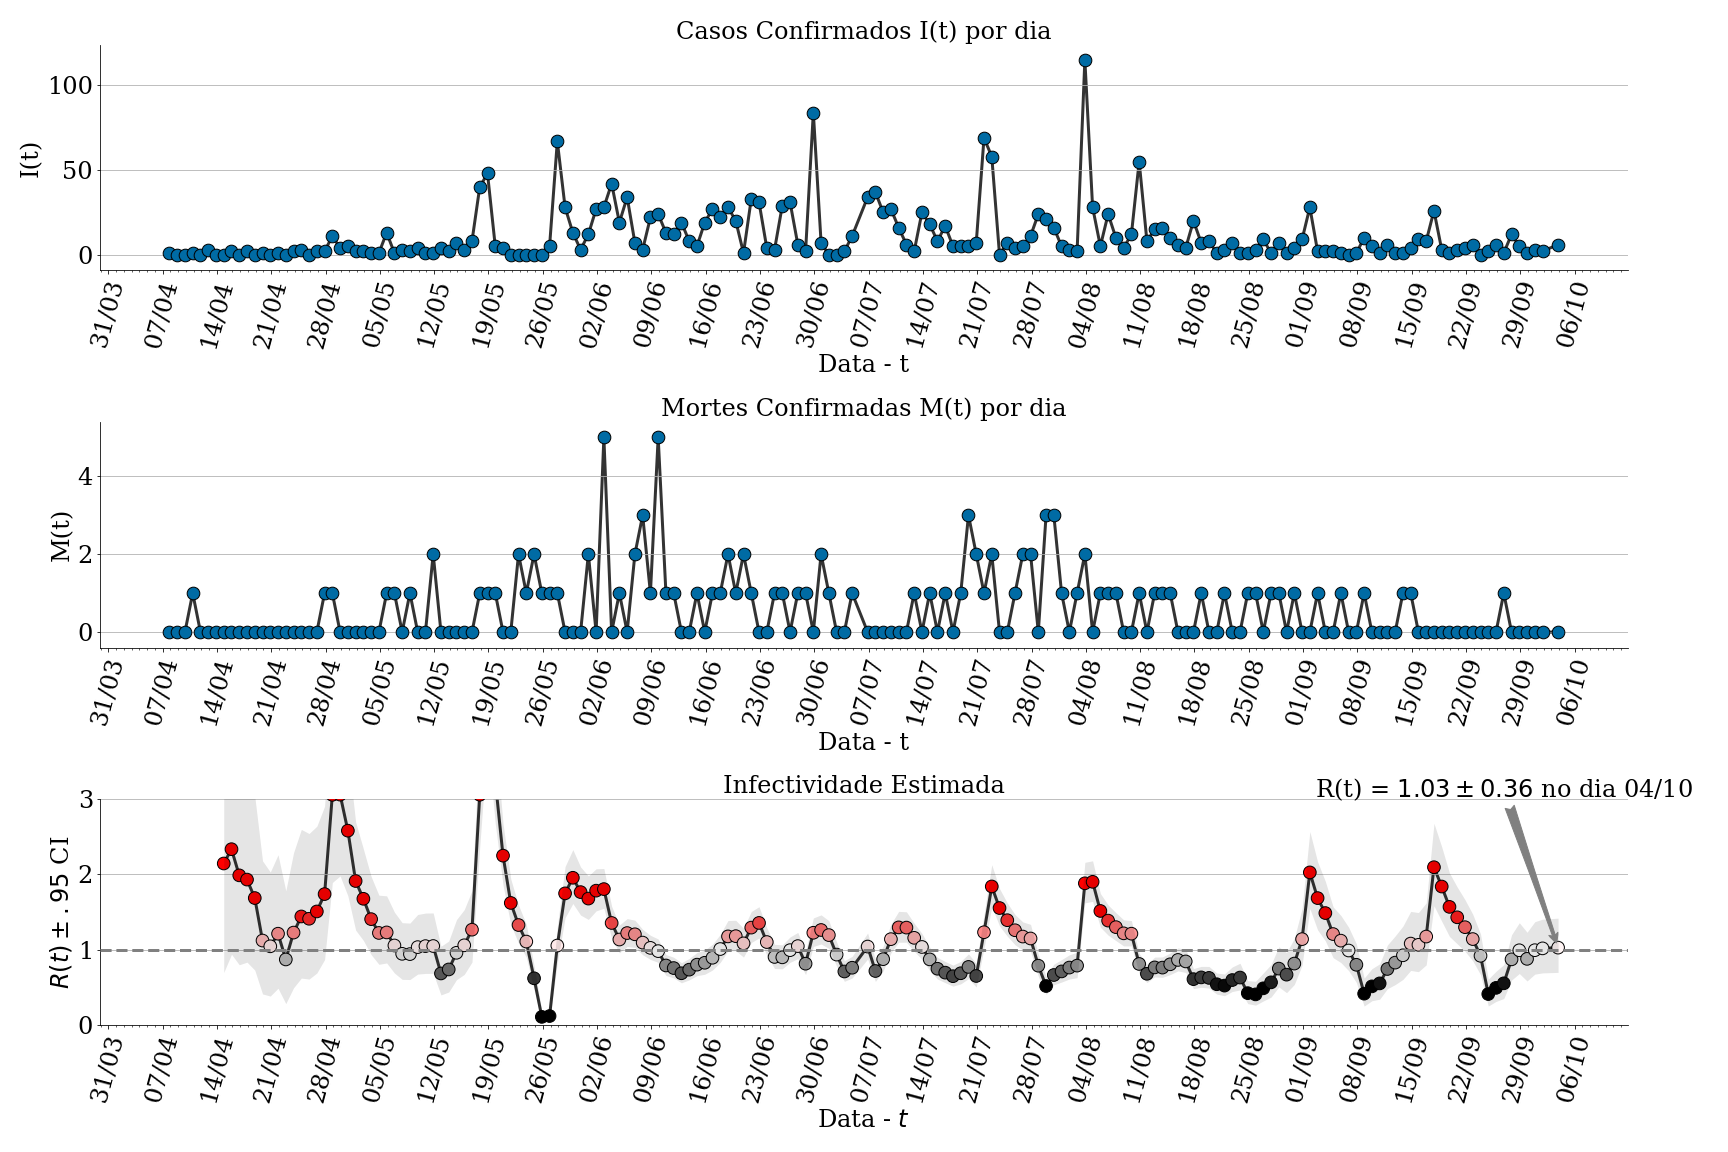 Casos Confirmados I(t) por dia
I(t)
100
50
0
31/03 07/04 14/04 21/04 28/04 05/05 12/05 19/05 26/05 02/06 09/06 16/06 23/06 30/06 07/07 14/07 21/07 28/07 04/08 11/08 18/08 25/08 01/09 08/09 15/09 22/09 29/09 06/10
Data - t
Mortes Confirmadas M(t) por dia
M(t)
4
2
0
31/03 07/04 14/04 21/04 28/04 05/05 12/05 19/05 26/05 02/06 09/06 16/06 23/06 30/06 07/07 14/07 21/07 28/07 04/08 11/08 18/08 25/08 01/09 08/09 15/09 22/09 29/09 06/10
Data - t
Infectividade Estimada
R(t) = 1.03 ± 0.36 no dia 04/10
R(t) ± .95 CI
3
2
1
0
31/03 07/04 14/04 21/04 28/04 05/05 12/05 19/05 26/05 02/06 09/06 16/06 23/06 30/06 07/07 14/07 21/07 28/07 04/08 11/08 18/08 25/08 01/09 08/09 15/09 22/09 29/09 06/10
Data - t